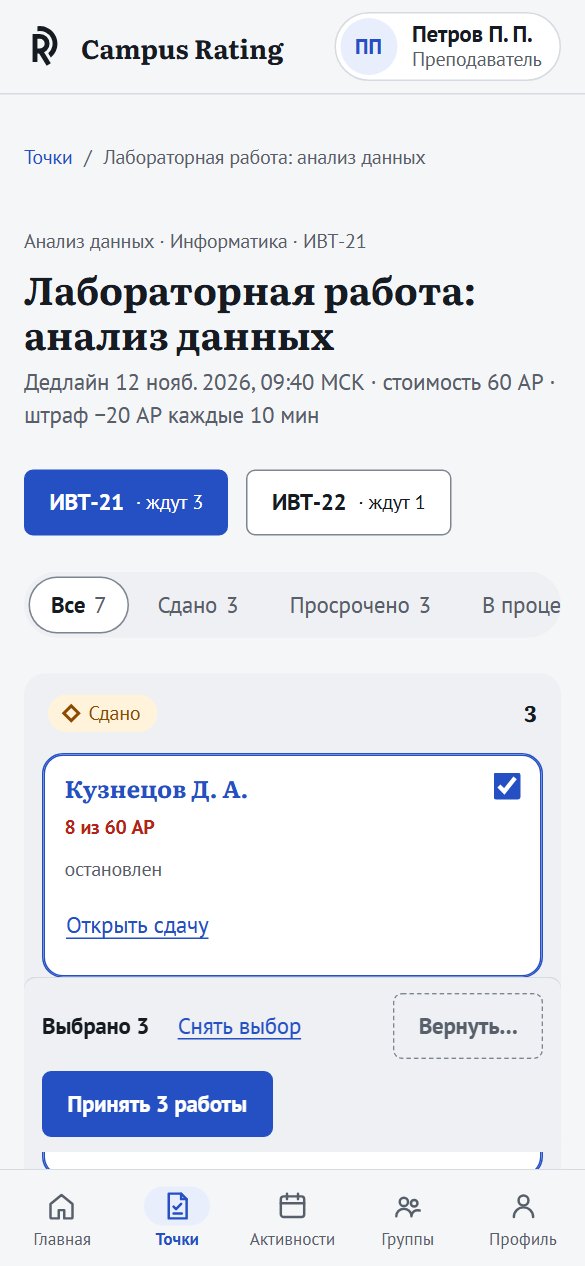 Campus Rating
ПП
Петров П. П.
Преподаватель
Точки / Лабораторная работа: анализ данных
Анализ данных · Информатика · ИВТ-21
Лабораторная работа:
анализ данных
Дедлайн 12 нояб. 2026, 09:40 МСК · стоимость 60 AP ·
штраф −20 AP каждые 10 мин
ИВТ-21 · ждут 3
ИВТ-22 · ждут 1
Все 7
Сдано 3
Просрочено 3
В проце
Сдано
3
Кузнецов Д. А.
8 из 60 AP
остановлен
Открыть сдачу
Выбрано 3
Снять выбор
Вернуть...
Принять 3 работы
Главная
Точки
Активности
Группы
Профиль